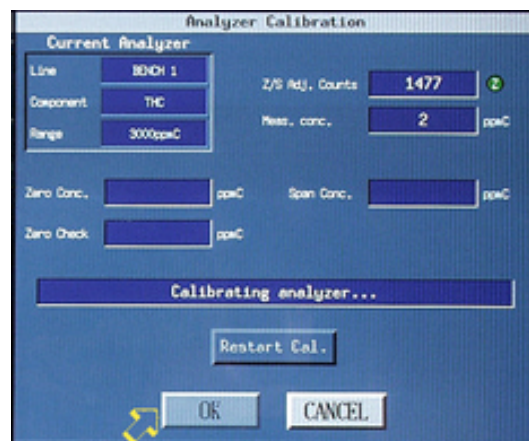 Analyzer Calibration
Current Analyzer
Line BENCH 1
Component THC
Range 3000ppmC
Z/S Adj. Counts 1477 Z
Meas. conc. 2 ppmC
Zero Conc. ppmC Span Conc. ppmC
Zero Check ppmC
Calibrating analyzer...
Restart Cal.
OK CANCEL